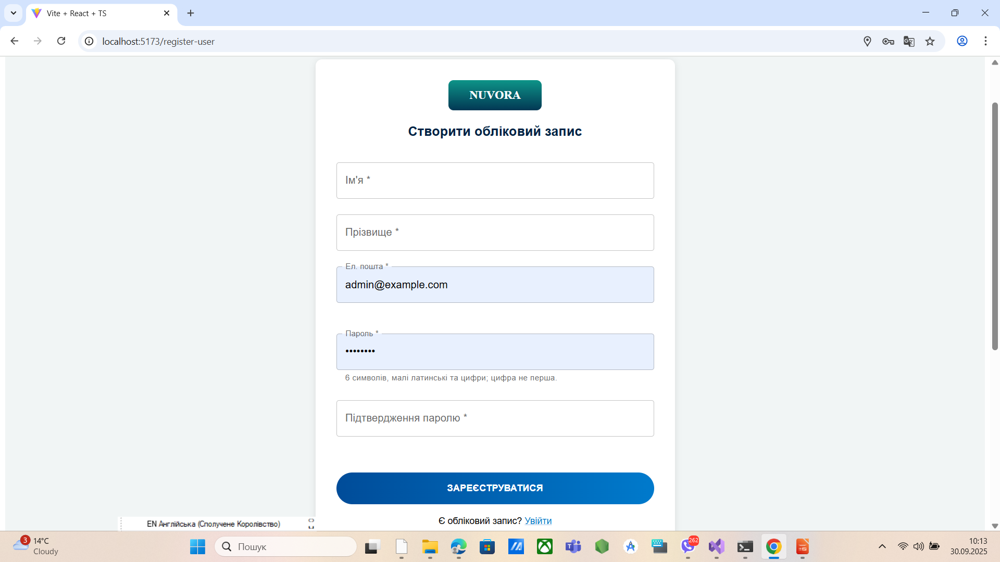 Vite + React + TS
localhost:5173/register-user
NUVORA
Створити обліковий запис
Ім'я *
Прізвище *
Ел. пошта *
admin@example.com
Пароль *
••••••••
6 символів, малі латинські та цифри; цифра не перша.
Підтвердження паролю *
ЗАРЕЄСТРУВАТИСЯ
Є обліковий запис? Увійти
EN Англійська (Сполучене Королівство)
3
14°C
Cloudy
Пошук
262
10:13
30.09.2025